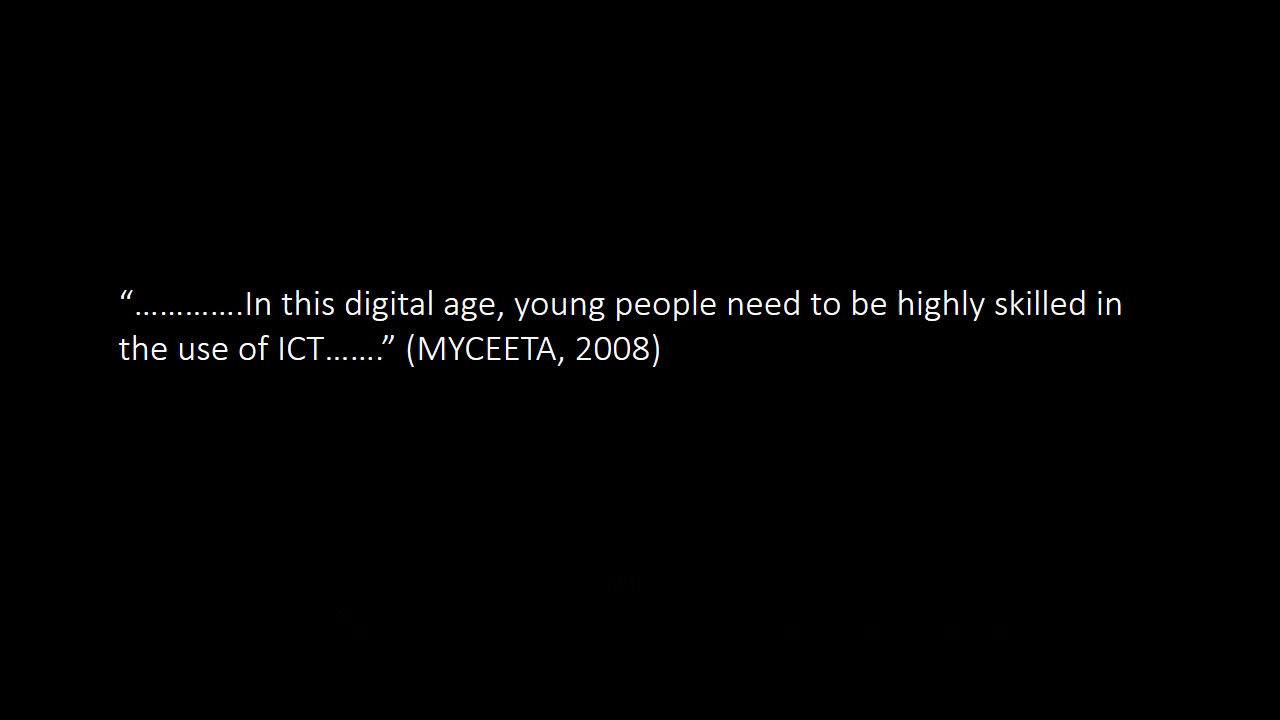 “………….In this digital age, young people need to be highly skilled in
the use of ICT…….” (MYCEETA, 2008)